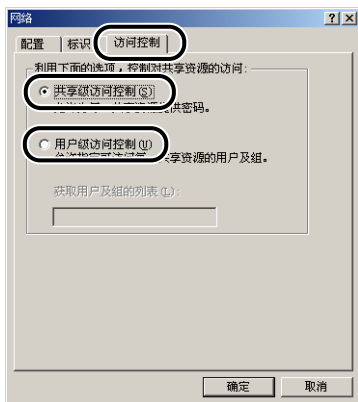 网络
配置 标识 访问控制
利用下面的选项，控制对共享资源的访问:
共享级访问控制(S)
供密码。
用户级访问控制(U)
共享资源的用户及组。
获取用户及组的列表(L):
确定 取消